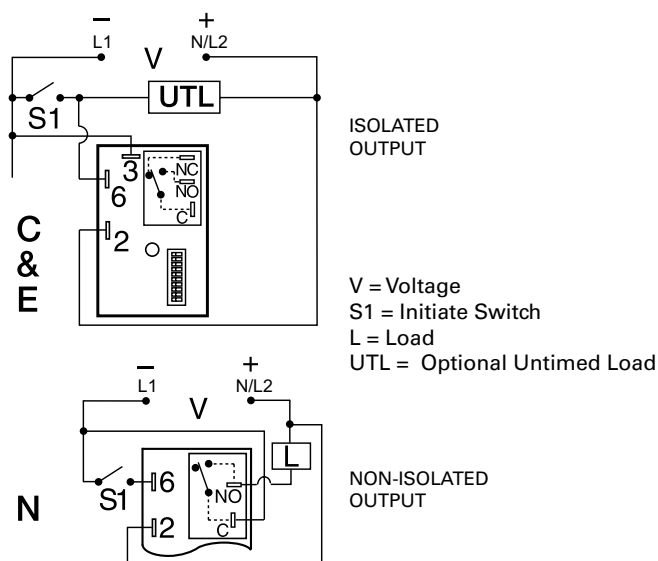 − +
L1 N/L2
V
UTL
S1
3
NC
NO
6
C
2
C
&
E
ISOLATED
OUTPUT
V = Voltage
S1 = Initiate Switch
L = Load
UTL = Optional Untimed Load
− +
L1 N/L2
V
L
S1
6
NO
2
C
N
NON-ISOLATED
OUTPUT